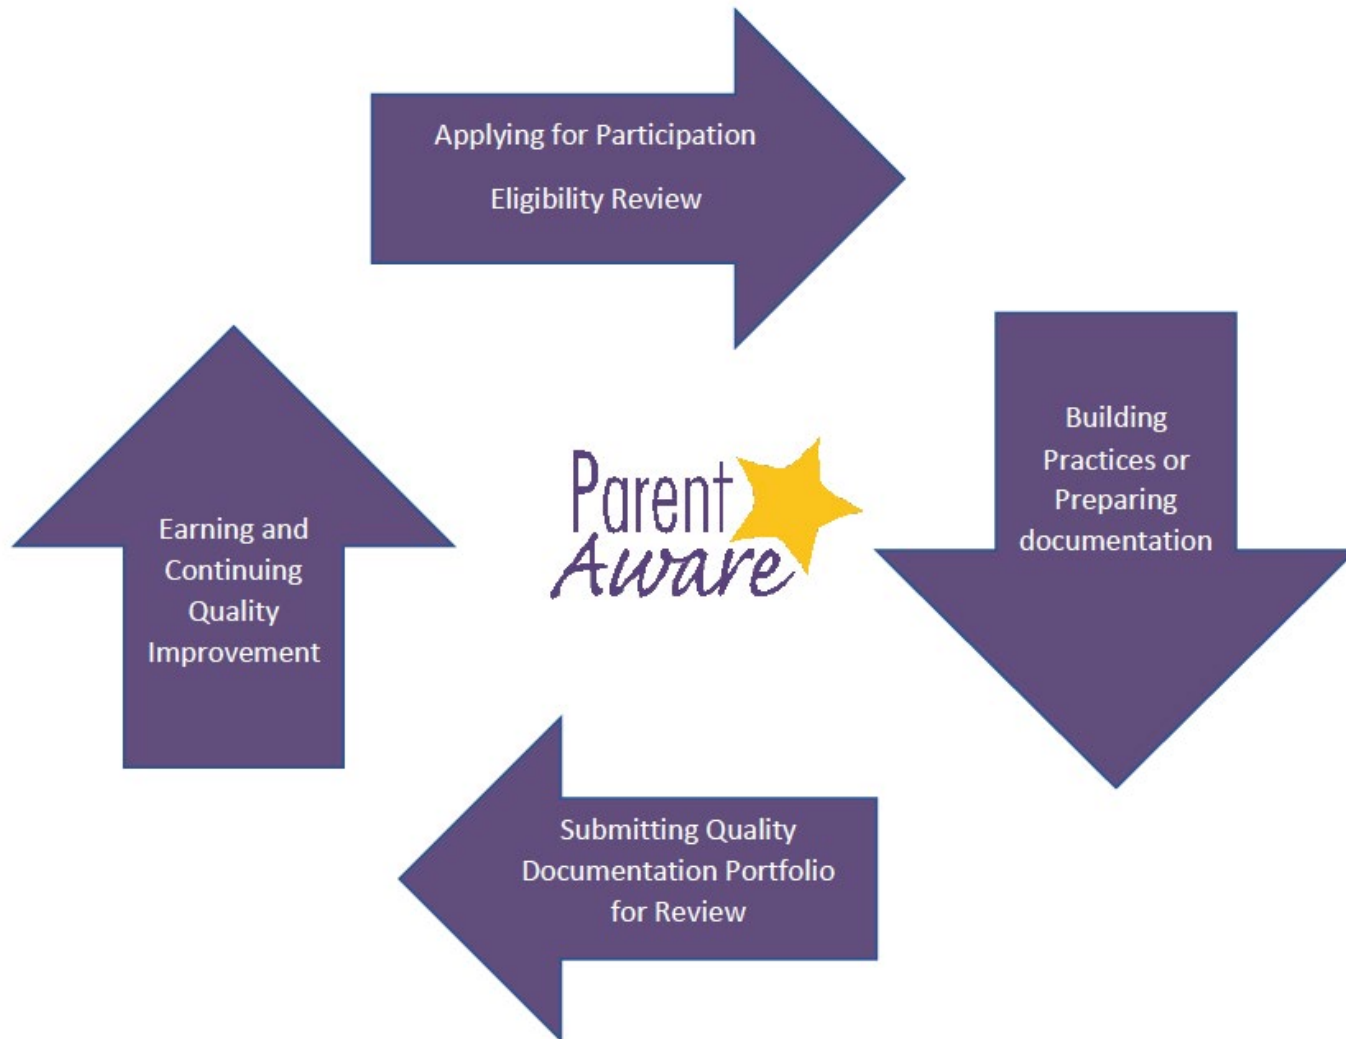 Applying for Participation
Eligibility Review
Building
Practices or
Preparing
documentation
Submitting Quality
Documentation Portfolio
for Review
Earning and
Continuing
Quality
Improvement
Parent
Aware